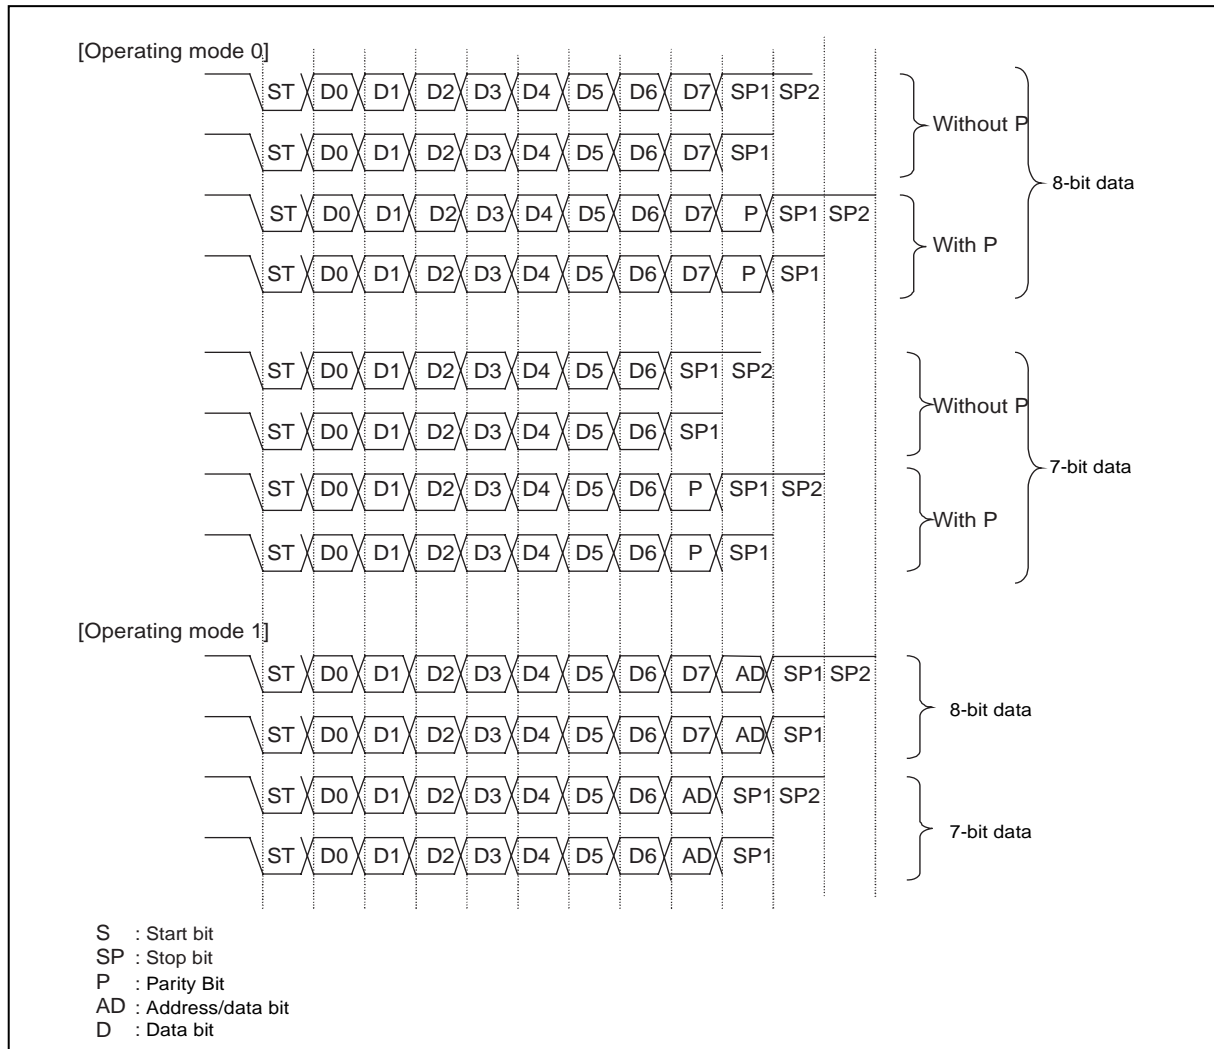 [Operating mode 0]
ST D0 D1 D2 D3 D4 D5 D6 D7 SP1 SP2
ST D0 D1 D2 D3 D4 D5 D6 D7 SP1
Without P
ST D0 D1 D2 D3 D4 D5 D6 D7 P SP1 SP2
ST D0 D1 D2 D3 D4 D5 D6 D7 P SP1
With P
8-bit data
ST D0 D1 D2 D3 D4 D5 D6 SP1 SP2
ST D0 D1 D2 D3 D4 D5 D6 SP1
Without P
ST D0 D1 D2 D3 D4 D5 D6 P SP1 SP2
ST D0 D1 D2 D3 D4 D5 D6 P SP1
With P
7-bit data
[Operating mode 1]
ST D0 D1 D2 D3 D4 D5 D6 D7 AD SP1 SP2
ST D0 D1 D2 D3 D4 D5 D6 D7 AD SP1
8-bit data
ST D0 D1 D2 D3 D4 D5 D6 AD SP1 SP2
ST D0 D1 D2 D3 D4 D5 D6 AD SP1
7-bit data
S : Start bit
SP : Stop bit
P : Parity Bit
AD : Address/data bit
D : Data bit